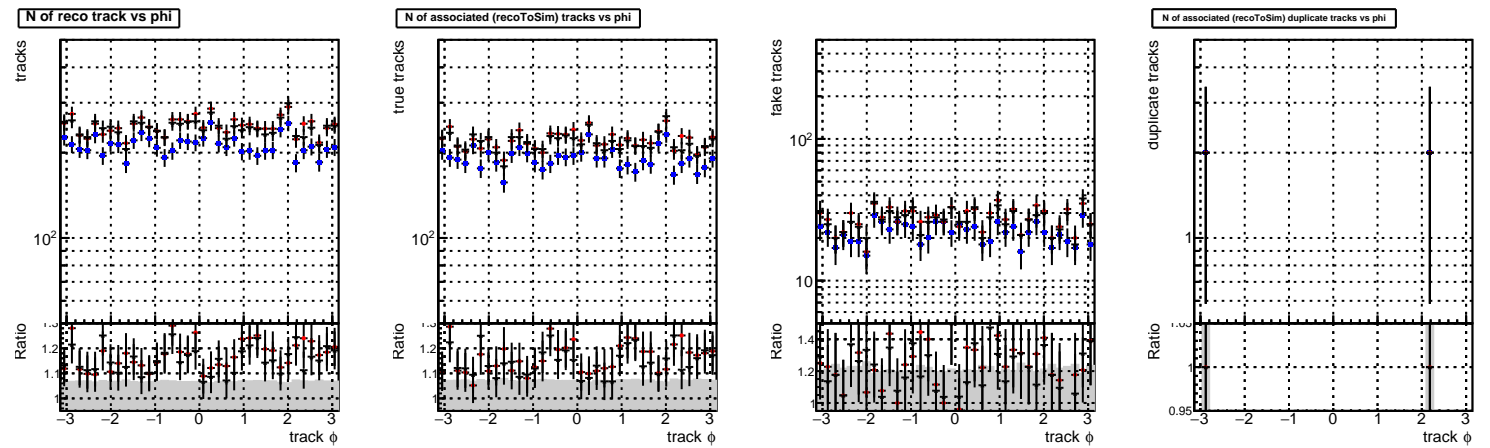 N of reco track vs phi
tracks
10²
Ratio
1.3
1.2
1.1
1
−3 −2 −1 0 1 2 3
track ϕ
N of associated (recoToSim) tracks vs phi
true tracks
10²
Ratio
1.3
1.2
1.1
1
−3 −2 −1 0 1 2 3
track ϕ
fake tracks
10²
10
Ratio
1.4
1.2
1
−3 −2 −1 0 1 2 3
track ϕ
N of associated (recoToSim) duplicate tracks vs phi
duplicate tracks
1
Ratio
1.05
1
0.95
−3 −2 −1 0 1 2 3
track ϕ